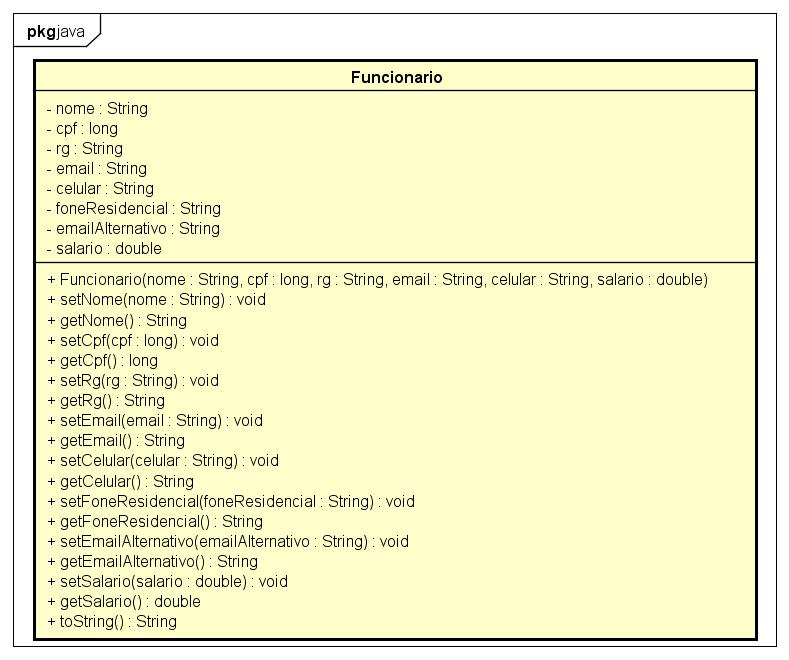 pkg java
Funcionario
- nome : String
- cpf : long
- rg : String
- email : String
- celular : String
- foneResidencial : String
- emailAlternativo : String
- salario : double
+ Funcionario(nome : String, cpf : long, rg : String, email : String, celular : String, salario : double)
+ setNome(nome : String) : void
+ getNome() : String
+ setCpf(cpf : long) : void
+ getCpf() : long
+ setRg(rg : String) : void
+ getRg() : String
+ setEmail(email : String) : void
+ getEmail() : String
+ setCelular(celular : String) : void
+ getCelular() : String
+ setFoneResidencial(foneResidencial : String) : void
+ getFoneResidencial() : String
+ setEmailAlternativo(emailAlternativo : String) : void
+ getEmailAlternativo() : String
+ setSalario(salario : double) : void
+ getSalario() : double
+ toString() : String